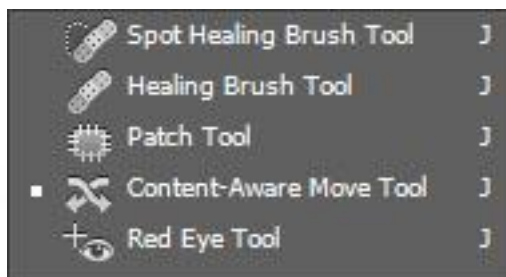 Spot Healing Brush Tool J
Healing Brush Tool J
Patch Tool J
Content-Aware Move Tool J
Red Eye Tool J